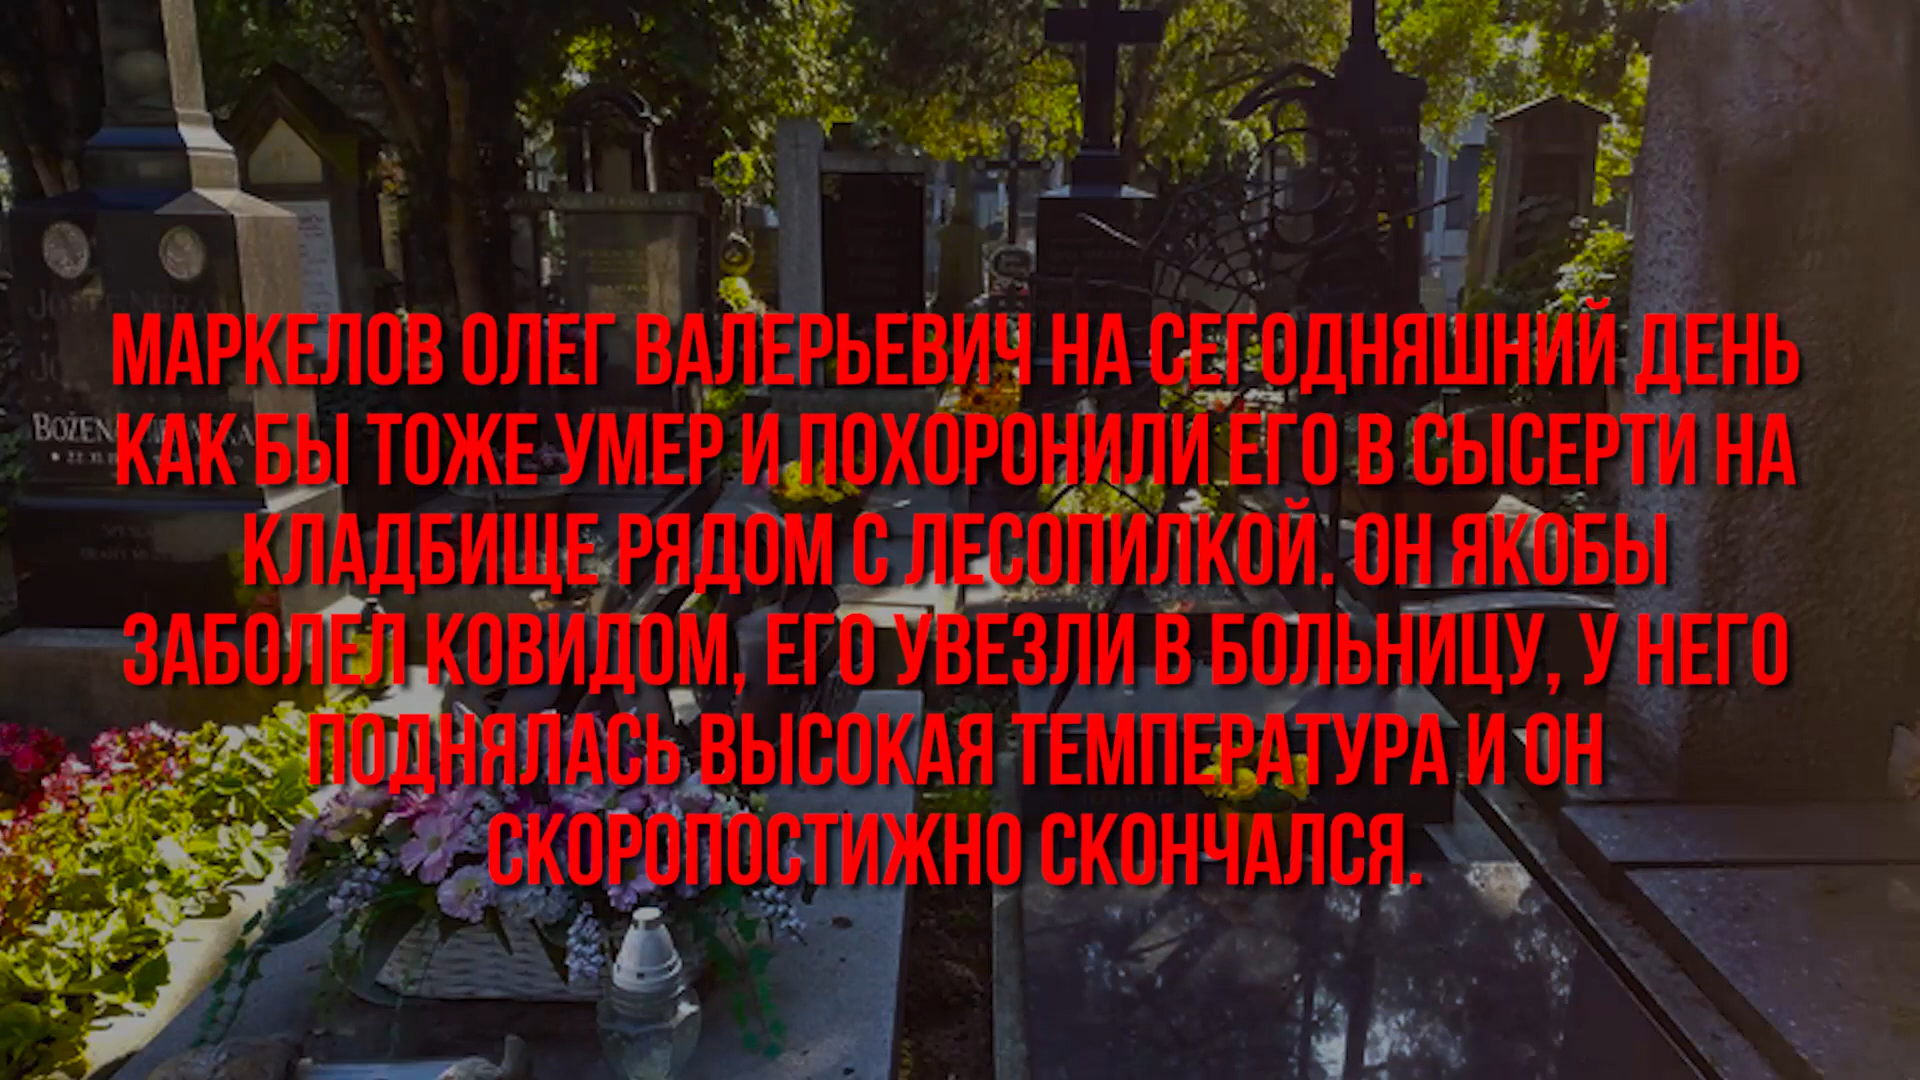 МАРКЕЛОВ ОЛЕГ ВАЛЕРЬЕВИЧ НА СЕГОДНЯШНИЙ ДЕНЬ
КАК БЫ ТОЖЕ УМЕР И ПОХОРОНИЛИ ЕГО В СЫСЕРТИ НА
КЛАДБИЩЕ РЯДОМ С ЛЕСОПИЛКОЙ. ОН ЯКОБЫ
ЗАБОЛЕЛ КОВИДОМ, ЕГО УВЕЗЛИ В БОЛЬНИЦУ, У НЕГО
ПОДНЯЛАСЬ ВЫСОКАЯ ТЕМПЕРАТУРА И ОН
СКОРОПОСТИЖНО СКОНЧАЛСЯ.